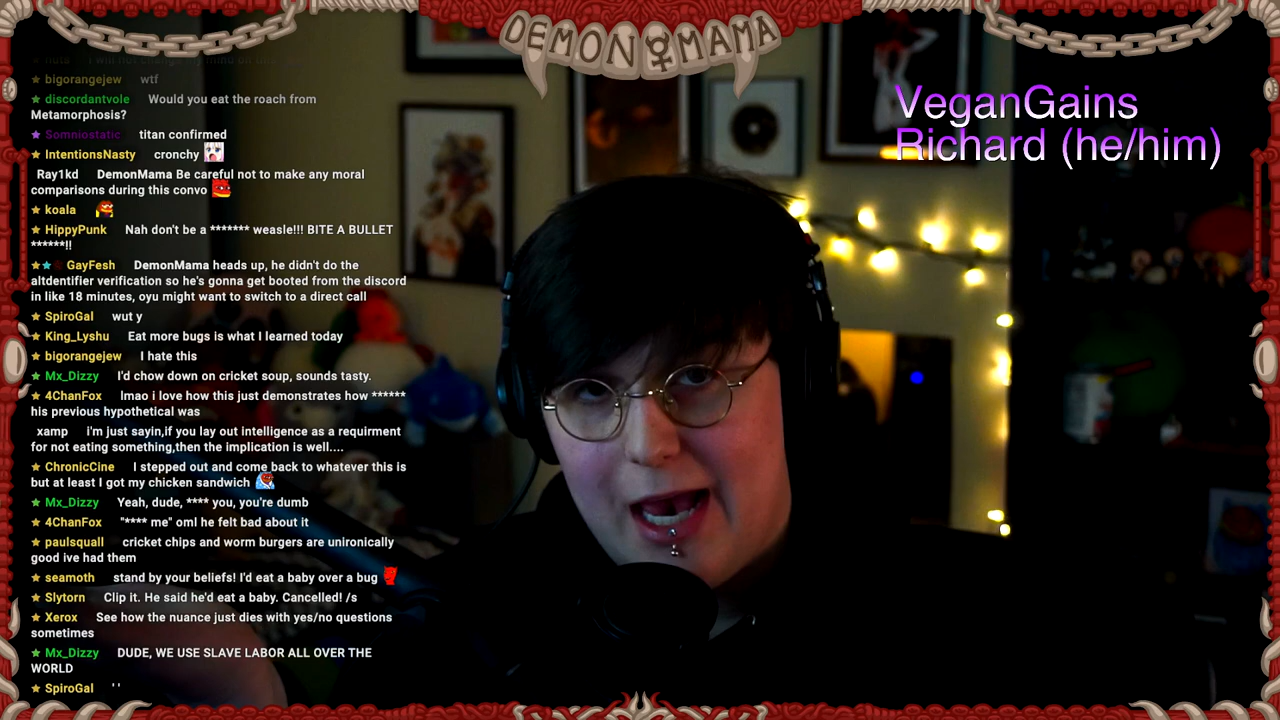 DEMON MAMA
VeganGains
Richard (he/him)
bigorangejew wtf
discordantvole Would you eat the roach from
Metamorphosis?
Somniostatic titan confirmed
IntentionsNasty cronchy
Ray1kd DemonMama Be careful not to make any moral
comparisons during this convo
koala
HippyPunk Nah don't be a ******* weasle!!! BITE A BULLET
******!!
GayFesh DemonMama heads up, he didn't do the
altdentifier verification so he's gonna get booted from the discord
in like 18 minutes, oyu might want to switch to a direct call
SpiroGal wut y
King_Lyshu Eat more bugs is what I learned today
bigorangejew I hate this
Mx_Dizzy I'd chow down on cricket soup, sounds tasty.
4ChanFox lmao i love how this just demonstrates how ******
his previous hypothetical was
xamp i'm just sayin,if you lay out intelligence as a requirment
for not eating something,then the implication is well....
ChronicCine I stepped out and come back to whatever this is
but at least I got my chicken sandwich
Mx_Dizzy Yeah, dude, **** you, you're dumb
4ChanFox "**** me" oml he felt bad about it
paulsquall cricket chips and worm burgers are unironically
good ive had them
seamoth stand by your beliefs! I'd eat a baby over a bug
Slytorn Clip it. He said he'd eat a baby. Cancelled! /s
Xerox See how the nuance just dies with yes/no questions
sometimes
Mx_Dizzy DUDE, WE USE SLAVE LABOR ALL OVER THE
WORLD
SpiroGal ' '